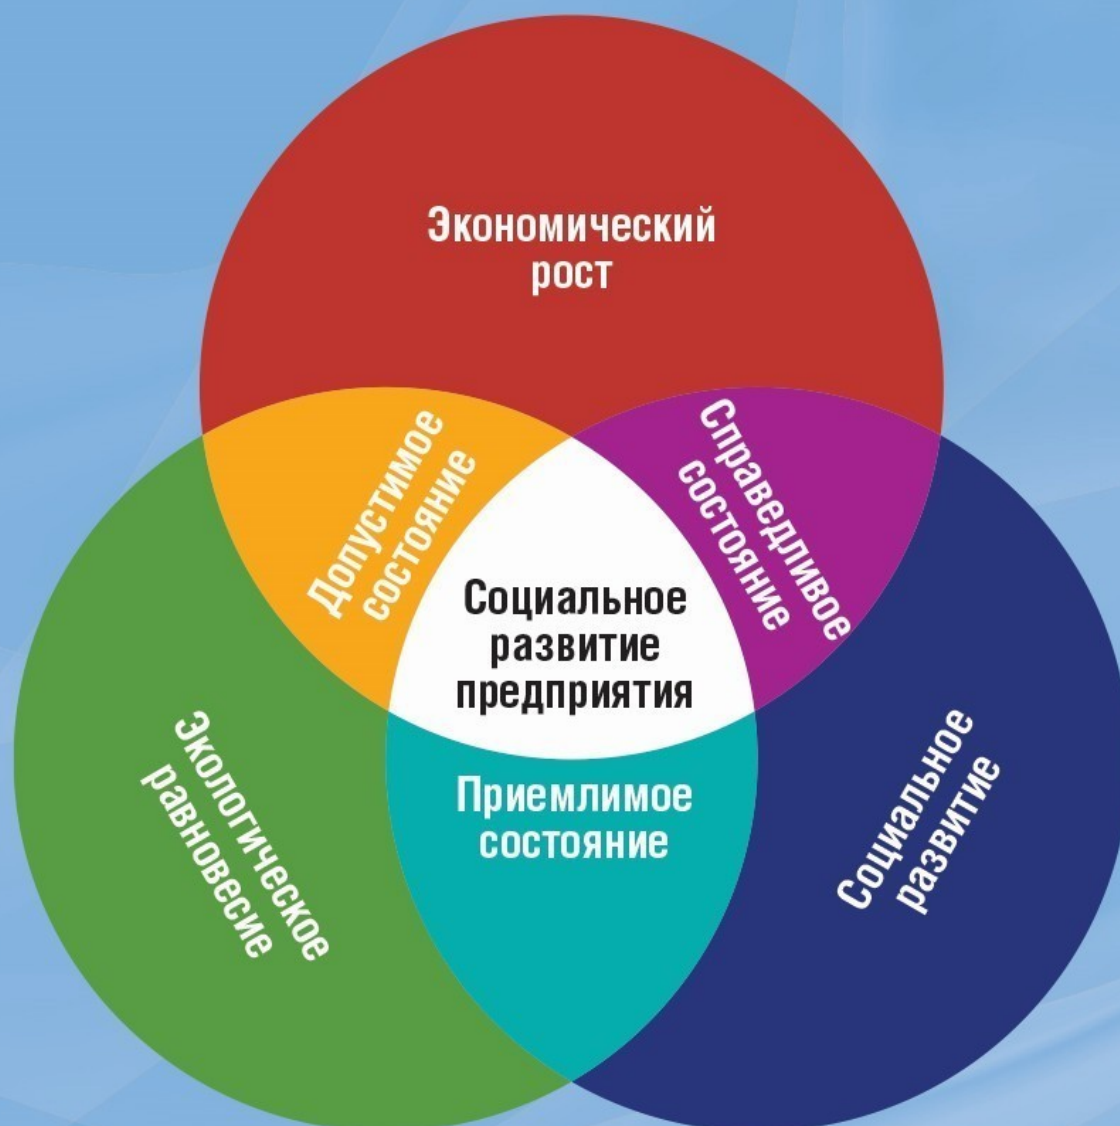 Экономический
рост
Допустимое
состояние
Справедливое
состояние
Социальное
развитие
предприятия
Приемлимое
состояние
Экологическое
равновесие
Социальное
развитие